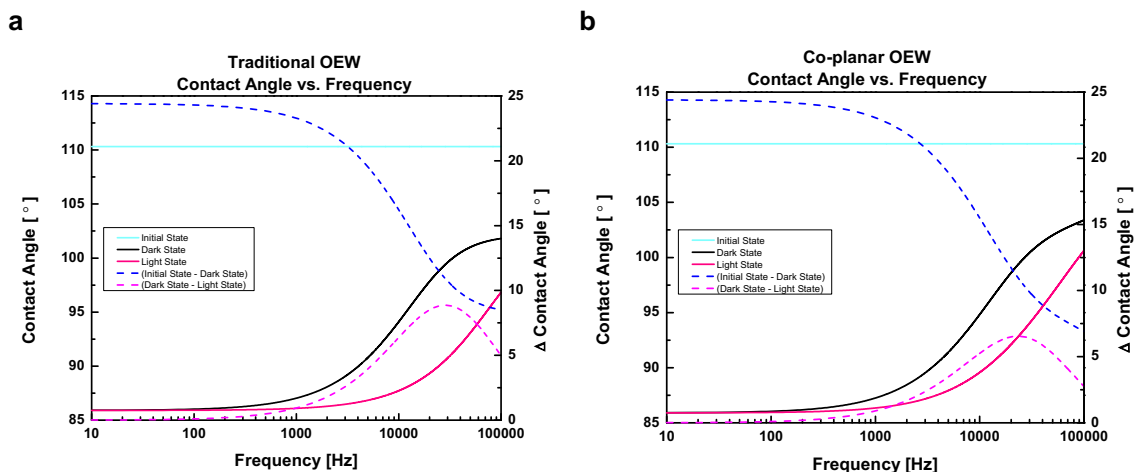 a
Traditional OEW
Contact Angle vs. Frequency
115
110
105
100
95
90
85
25
20
15
10
5
0
Contact Angle [ ° ]
Δ Contact Angle [ ° ]
Initial State
Dark State
Light State
(Initial State - Dark State)
(Dark State - Light State)
10
100
1000
10000
100000
Frequency [Hz]
b
Co-planar OEW
Contact Angle vs. Frequency
115
110
105
100
95
90
85
25
20
15
10
5
0
Contact Angle [ ° ]
Δ Contact Angle [ ° ]
Initial State
Dark State
Light State
(Initial State - Dark State)
(Dark State - Light State)
10
100
1000
10000
100000
Frequency [Hz]